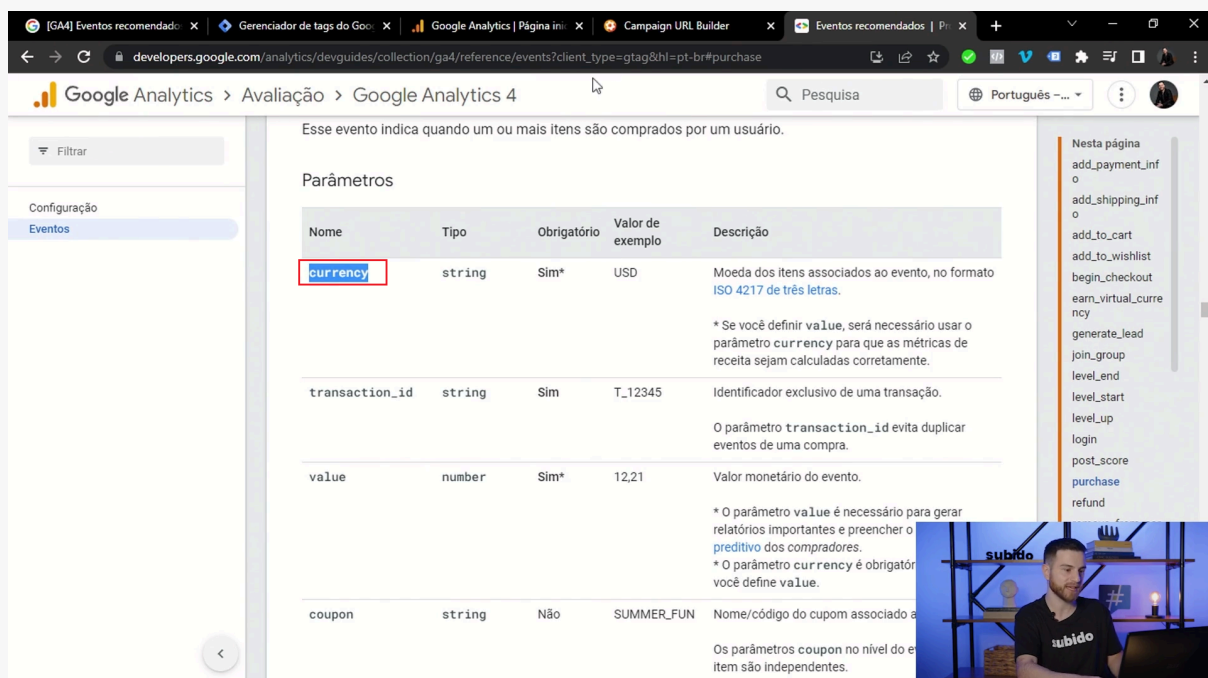 [GA4] Eventos recomendado
Gerenciador de tags do Goo
Google Analytics | Página inic
Campaign URL Builder
Eventos recomendados | Pr
developers.google.com/analytics/devguides/collection/ga4/reference/events?client_type=gtag&hl=pt-br#purchase
Google Analytics > Avaliação > Google Analytics 4
Pesquisa
Português –...
Filtrar
Configuração
Eventos
Esse evento indica quando um ou mais itens são comprados por um usuário.
Parâmetros
Nome Tipo Obrigatório Valor de exemplo Descrição
currency string Sim* USD Moeda dos itens associados ao evento, no formato
ISO 4217 de três letras.
* Se você definir value, será necessário usar o
parâmetro currency para que as métricas de
receita sejam calculadas corretamente.
transaction_id string Sim T_12345 Identificador exclusivo de uma transação.
O parâmetro transaction_id evita duplicar
eventos de uma compra.
value number Sim* 12,21 Valor monetário do evento.
* O parâmetro value é necessário para gerar
relatórios importantes e preencher o
preditivo dos compradores.
* O parâmetro currency é obrigatór
você define value.
coupon string Não SUMMER_FUN Nome/código do cupom associado a
Os parâmetros coupon no nível do e
item são independentes.
Nesta página
add_payment_inf
o
add_shipping_inf
o
add_to_cart
add_to_wishlist
begin_checkout
earn_virtual_curre
ncy
generate_lead
join_group
level_end
level_start
level_up
login
post_score
purchase
refund
subido
#
subido